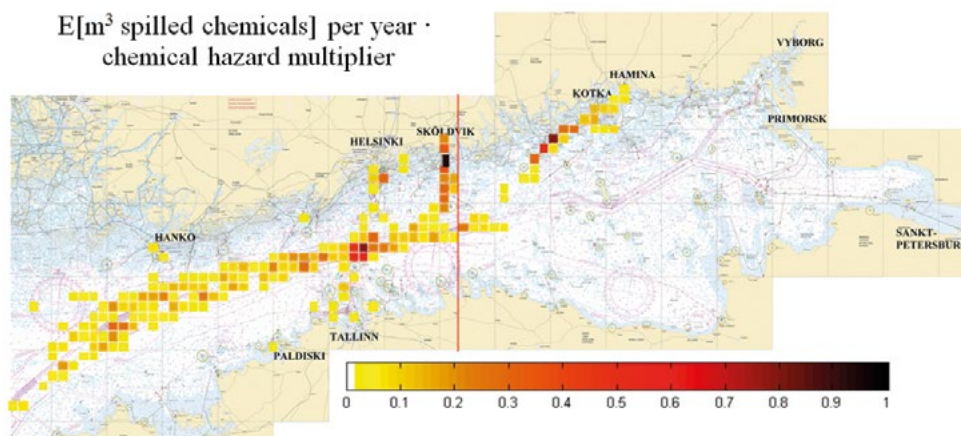 E[m³ spilled chemicals] per year ·
chemical hazard multiplier
VYBORG
HAMINA
KOTKA
PRIMORSK
SKÖLDVIK
HELSINKI
SANKT-
PETERSBURG
HANKO
TALLINN
PALDISKI
0 0.1 0.2 0.3 0.4 0.5 0.6 0.7 0.8 0.9 1